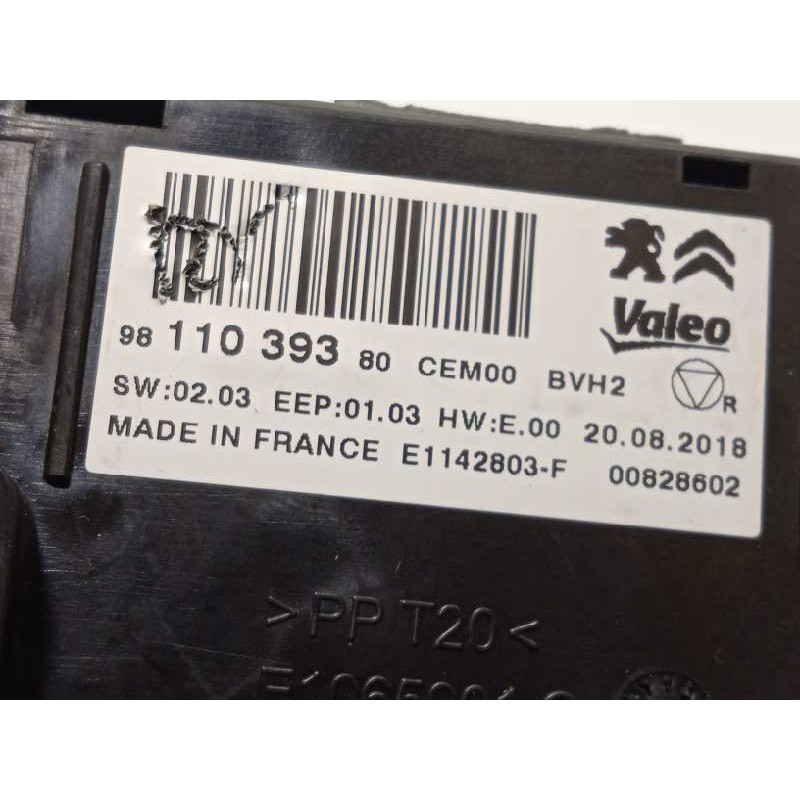 Valeo
98 110 393 80 CEM00 BVH2
R
SW:02.03 EEP:01.03 HW:E.00 20.08.2018
MADE IN FRANCE E1142803-F 00828602
>PP T20<